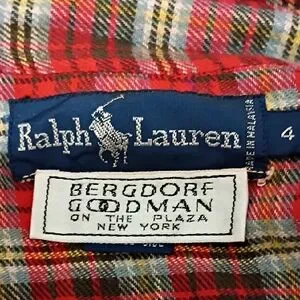 Ralph Lauren
MADE IN MALAYSIA
4
BERGDORF
GOODMAN
ON THE PLAZA
NEW YORK